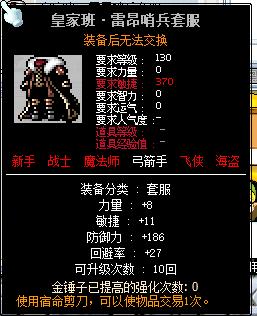 皇家班·雷昂哨兵套服
装备后无法交换
要求等级： 130
要求力量： 0
要求敏捷： 370
要求智力： 0
要求运气： 0
要求人气度： -
道具等级： -
道具经验值： -
新手 战士 魔法师 弓箭手 飞侠 海盗
装备分类：套服
力量：+8
敏捷：+11
防御力：+186
回避率：+27
可升级次数：10回
金锤子已提高的强化次数：0
使用宿命剪刀，可以使物品交易1次。